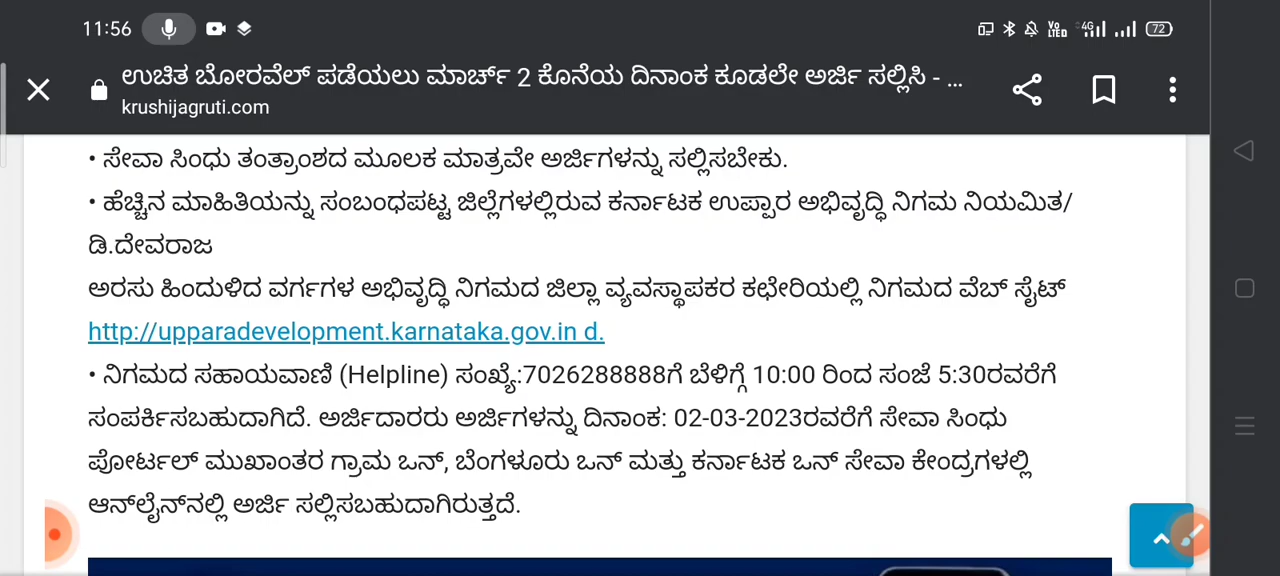 11:56
VO LTED 4G 72
ಉಚಿತ ಬೋರವೆಲ್ ಪಡೆಯಲು ಮಾರ್ಚ್ 2 ಕೊನೆಯ ದಿನಾಂಕ ಕೂಡಲೇ ಅರ್ಜಿ ಸಲ್ಲಿಸಿ - ...
krushijagruti.com
• ಸೇವಾ ಸಿಂಧು ತಂತ್ರಾಂಶದ ಮೂಲಕ ಮಾತ್ರವೇ ಅರ್ಜಿಗಳನ್ನು ಸಲ್ಲಿಸಬೇಕು.
• ಹೆಚ್ಚಿನ ಮಾಹಿತಿಯನ್ನು ಸಂಬಂಧಪಟ್ಟ ಜಿಲ್ಲೆಗಳಲ್ಲಿರುವ ಕರ್ನಾಟಕ ಉಪ್ಪಾರ ಅಭಿವೃದ್ಧಿ ನಿಗಮ ನಿಯಮಿತ/
ಡಿ.ದೇವರಾಜ
ಅರಸು ಹಿಂದುಳಿದ ವರ್ಗಗಳ ಅಭಿವೃದ್ಧಿ ನಿಗಮದ ಜಿಲ್ಲಾ ವ್ಯವಸ್ಥಾಪಕರ ಕಛೇರಿಯಲ್ಲಿ ನಿಗಮದ ವೆಬ್ ಸೈಟ್
http://upparadevelopment.karnataka.gov.in d.
• ನಿಗಮದ ಸಹಾಯವಾಣಿ (Helpline) ಸಂಖ್ಯೆ:7026288888ಗೆ ಬೆಳಿಗ್ಗೆ 10:00 ರಿಂದ ಸಂಜೆ 5:30ರವರೆಗೆ
ಸಂಪರ್ಕಿಸಬಹುದಾಗಿದೆ. ಅರ್ಜಿದಾರರು ಅರ್ಜಿಗಳನ್ನು ದಿನಾಂಕ: 02-03-2023ರವರೆಗೆ ಸೇವಾ ಸಿಂಧು
ಪೋರ್ಟಲ್ ಮುಖಾಂತರ ಗ್ರಾಮ ಒನ್, ಬೆಂಗಳೂರು ಒನ್ ಮತ್ತು ಕರ್ನಾಟಕ ಒನ್ ಸೇವಾ ಕೇಂದ್ರಗಳಲ್ಲಿ
ಆನ್‌ಲೈನ್‌ನಲ್ಲಿ ಅರ್ಜಿ ಸಲ್ಲಿಸಬಹುದಾಗಿರುತ್ತದೆ.